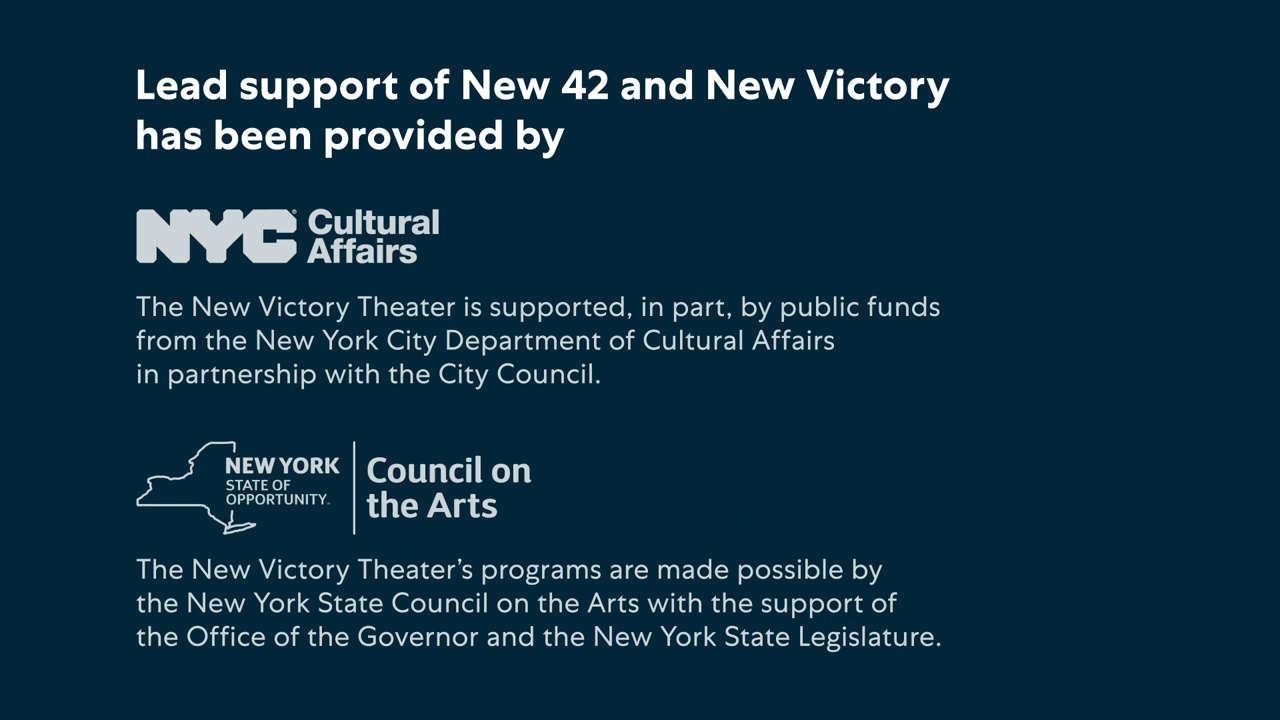 Lead support of New 42 and New Victory
has been provided by
NYC® Cultural
Affairs
The New Victory Theater is supported, in part, by public funds
from the New York City Department of Cultural Affairs
in partnership with the City Council.
NEW YORK
STATE OF
OPPORTUNITY™
Council on
the Arts
The New Victory Theater’s programs are made possible by
the New York State Council on the Arts with the support of
the Office of the Governor and the New York State Legislature.